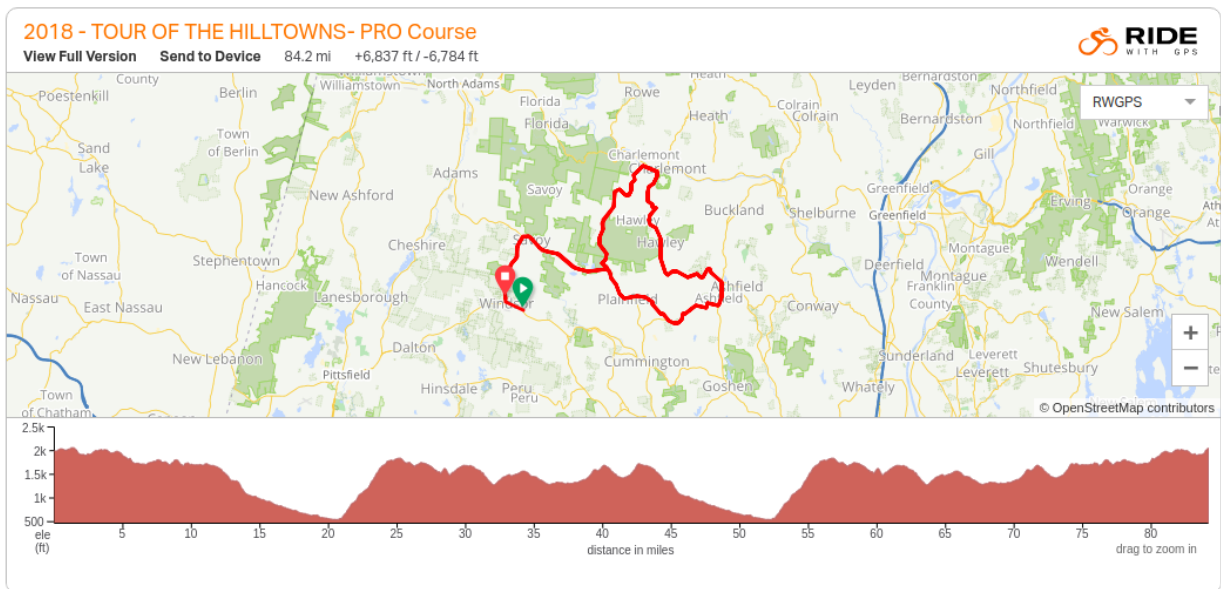 2018 - TOUR OF THE HILLTOWNS- PRO Course
View Full Version Send to Device 84.2 mi +6,837 ft / -6,784 ft
RIDE
WITH GPS
RWGPS
County
Williamstown
North Adams
Heath
Bernardston
Poestenkill
Berlin
Williamstown
Florida
Rowe
Leyden
Northfield
Florida
Heath
Colrain
Colrain
Bernardston
Northfield
Warwick
Town
of Berlin
Sand
Lake
Charlemont
Charlemont
Gill
Adams
Savoy
New Ashford
Greenfield
Erving
Orange
Orange
Hawley
Buckland
Shelburne
Greenfield
Cheshire
Savoy
Hawley
Montague
Town
of Nassau
Stephentown
Deerfield
Montague
Wendell
Nassau
Hancock
Lanesborough
Windsor
Plainfield
Ashfield
Ashfield
Conway
Franklin
County
East Nassau
New Salem
New Lebanon
Dalton
Pittsfield
Cummington
Sunderland
Leverett
Leverett
Shutesbury
Hinsdale
Peru
Peru
Goshen
Whately
Town
of Chatham
+
−
© OpenStreetMap contributors
2.5k
2k
1.5k
1k
500
ele
(ft)
5 10 15 20 25 30 35 40 45 50 55 60 65 70 75 80
distance in miles
drag to zoom in